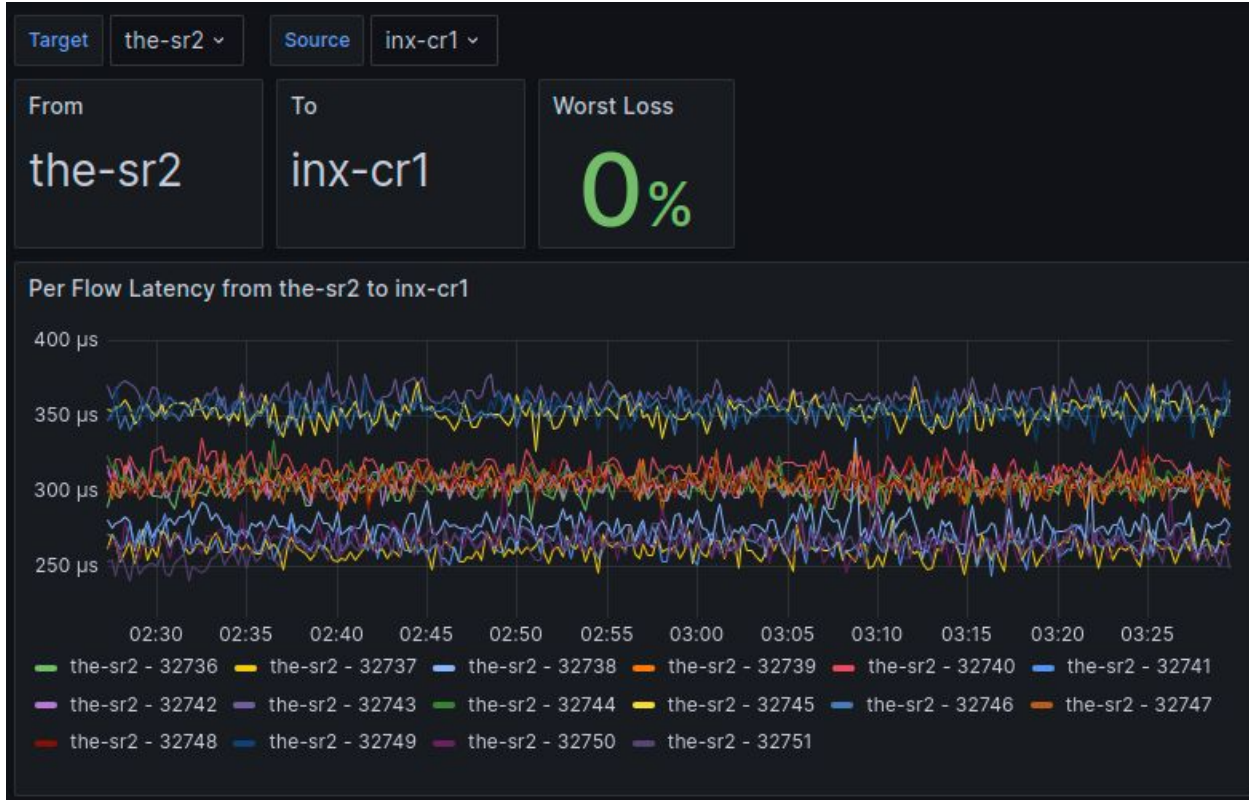 Target the-sr2 Source inx-cr1
From To Worst Loss
the-sr2 inx-cr1 0%
Per Flow Latency from the-sr2 to inx-cr1
400 µs
350 µs
300 µs
250 µs
02:30 02:35 02:40 02:45 02:50 02:55 03:00 03:05 03:10 03:15 03:20 03:25
the-sr2 - 32736 the-sr2 - 32737 the-sr2 - 32738 the-sr2 - 32739 the-sr2 - 32740 the-sr2 - 32741
the-sr2 - 32742 the-sr2 - 32743 the-sr2 - 32744 the-sr2 - 32745 the-sr2 - 32746 the-sr2 - 32747
the-sr2 - 32748 the-sr2 - 32749 the-sr2 - 32750 the-sr2 - 32751